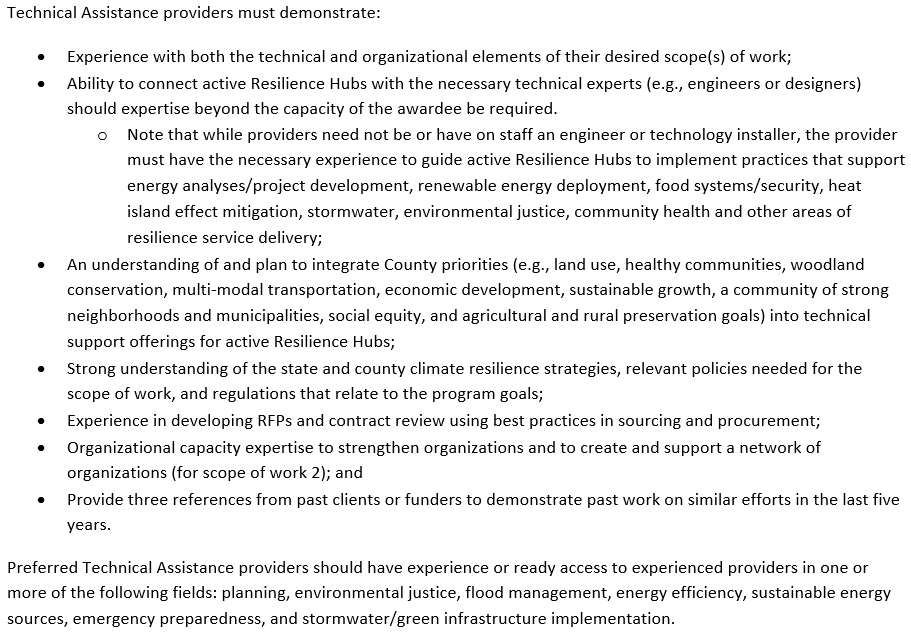 Technical Assistance providers must demonstrate:
• Experience with both the technical and organizational elements of their desired scope(s) of work;
• Ability to connect active Resilience Hubs with the necessary technical experts (e.g., engineers or designers)
should expertise beyond the capacity of the awardee be required.
o Note that while providers need not be or have on staff an engineer or technology installer, the provider
must have the necessary experience to guide active Resilience Hubs to implement practices that support
energy analyses/project development, renewable energy deployment, food systems/security, heat
island effect mitigation, stormwater, environmental justice, community health and other areas of
resilience service delivery;
• An understanding of and plan to integrate County priorities (e.g., land use, healthy communities, woodland
conservation, multi-modal transportation, economic development, sustainable growth, a community of strong
neighborhoods and municipalities, social equity, and agricultural and rural preservation goals) into technical
support offerings for active Resilience Hubs;
• Strong understanding of the state and county climate resilience strategies, relevant policies needed for the
scope of work, and regulations that relate to the program goals;
• Experience in developing RFPs and contract review using best practices in sourcing and procurement;
• Organizational capacity expertise to strengthen organizations and to create and support a network of
organizations (for scope of work 2); and
• Provide three references from past clients or funders to demonstrate past work on similar efforts in the last five
years.
Preferred Technical Assistance providers should have experience or ready access to experienced providers in one or
more of the following fields: planning, environmental justice, flood management, energy efficiency, sustainable energy
sources, emergency preparedness, and stormwater/green infrastructure implementation.